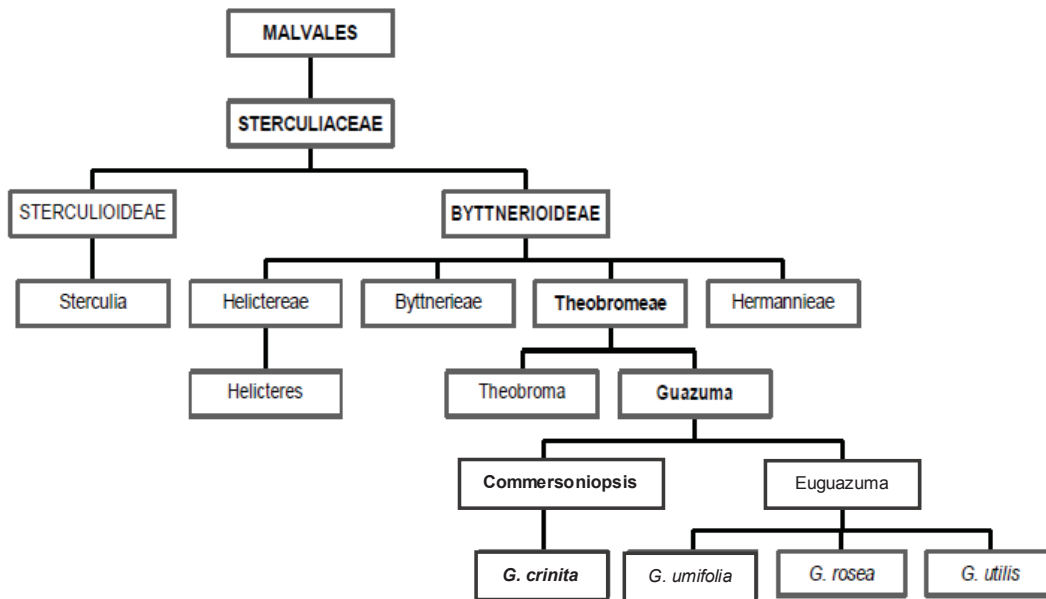 MALVALES
STERCULIACEAE
STERCULIOIDEAE
BYTTNERIOIDEAE
Sterculia
Helictereae
Byttnerieae
Theobromeae
Hermannieae
Helicteres
Theobroma
Guazuma
Commersoniopsis
Euguazuma
G. crinita
G. umifolia
G. rosea
G. utilis